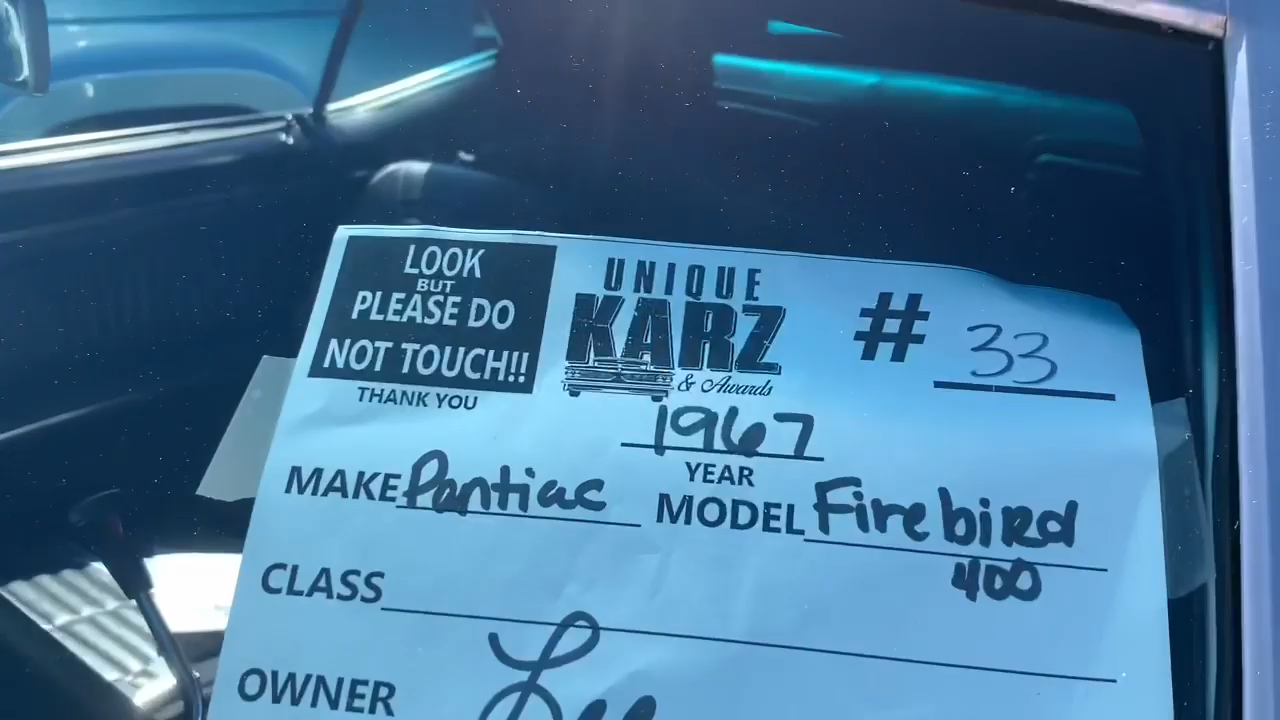 LOOK
BUT
PLEASE DO
NOT TOUCH!!
THANK YOU
UNIQUE
KARZ
& Awards
# 33
1967
YEAR
MAKE Pontiac MODEL Firebird
400
CLASS
OWNER